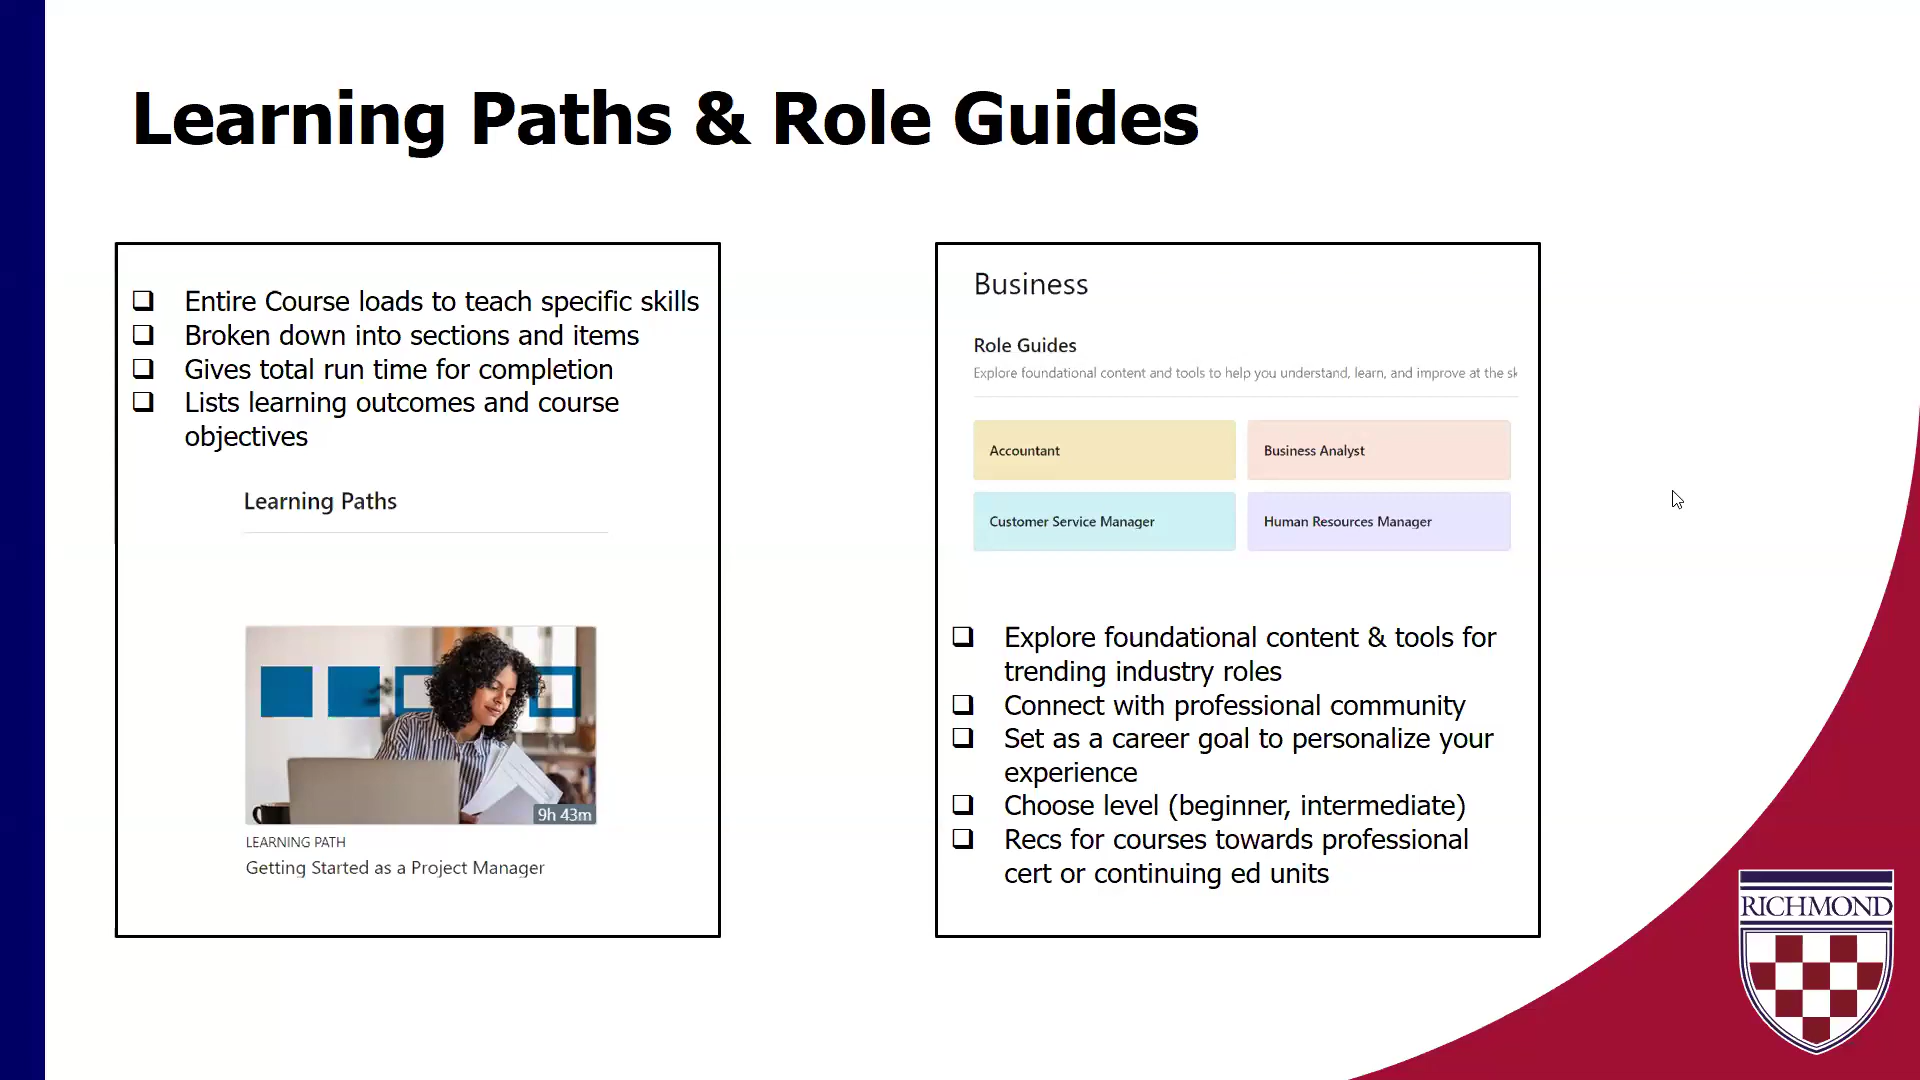 Learning Paths & Role Guides
Entire Course loads to teach specific skills
Broken down into sections and items
Gives total run time for completion
Lists learning outcomes and course
objectives
Learning Paths
9h 43m
LEARNING PATH
Getting Started as a Project Manager
Business
Role Guides
Explore foundational content and tools to help you understand, learn, and improve at the sk
Accountant
Business Analyst
Customer Service Manager
Human Resources Manager
Explore foundational content & tools for
trending industry roles
Connect with professional community
Set as a career goal to personalize your
experience
Choose level (beginner, intermediate)
Recs for courses towards professional
cert or continuing ed units
RICHMOND